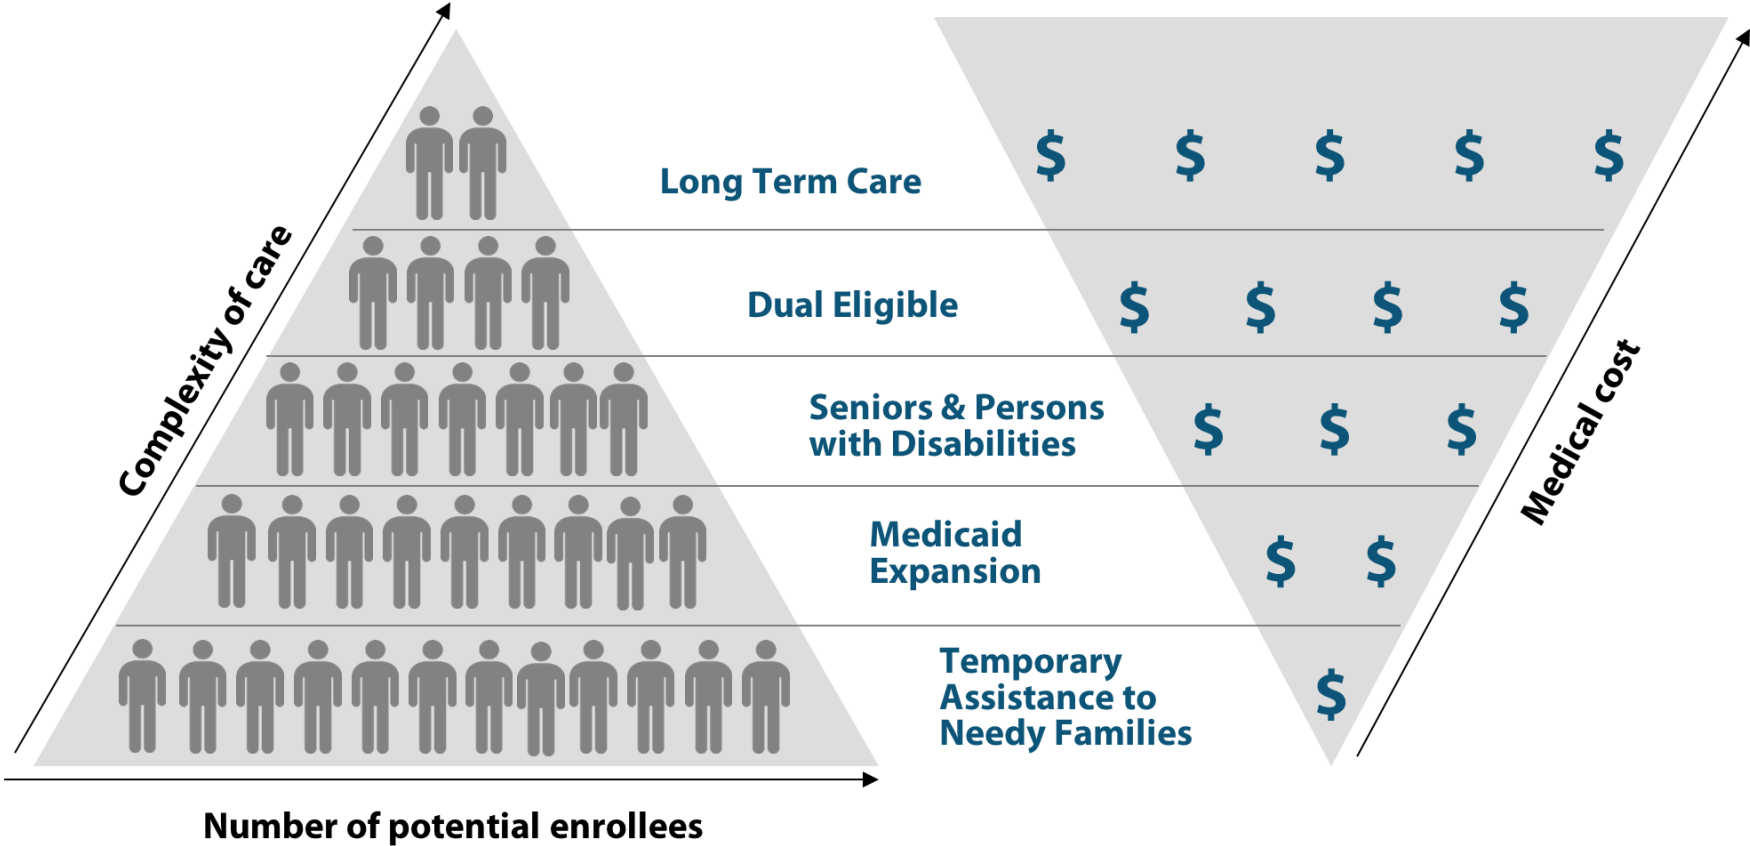 Complexity of care
Long Term Care
$ $ $ $ $
Dual Eligible
$ $ $ $
Seniors & Persons
with Disabilities
$ $ $
Medicaid
Expansion
$ $
Temporary
Assistance to
Needy Families
$
Medical cost
Number of potential enrollees